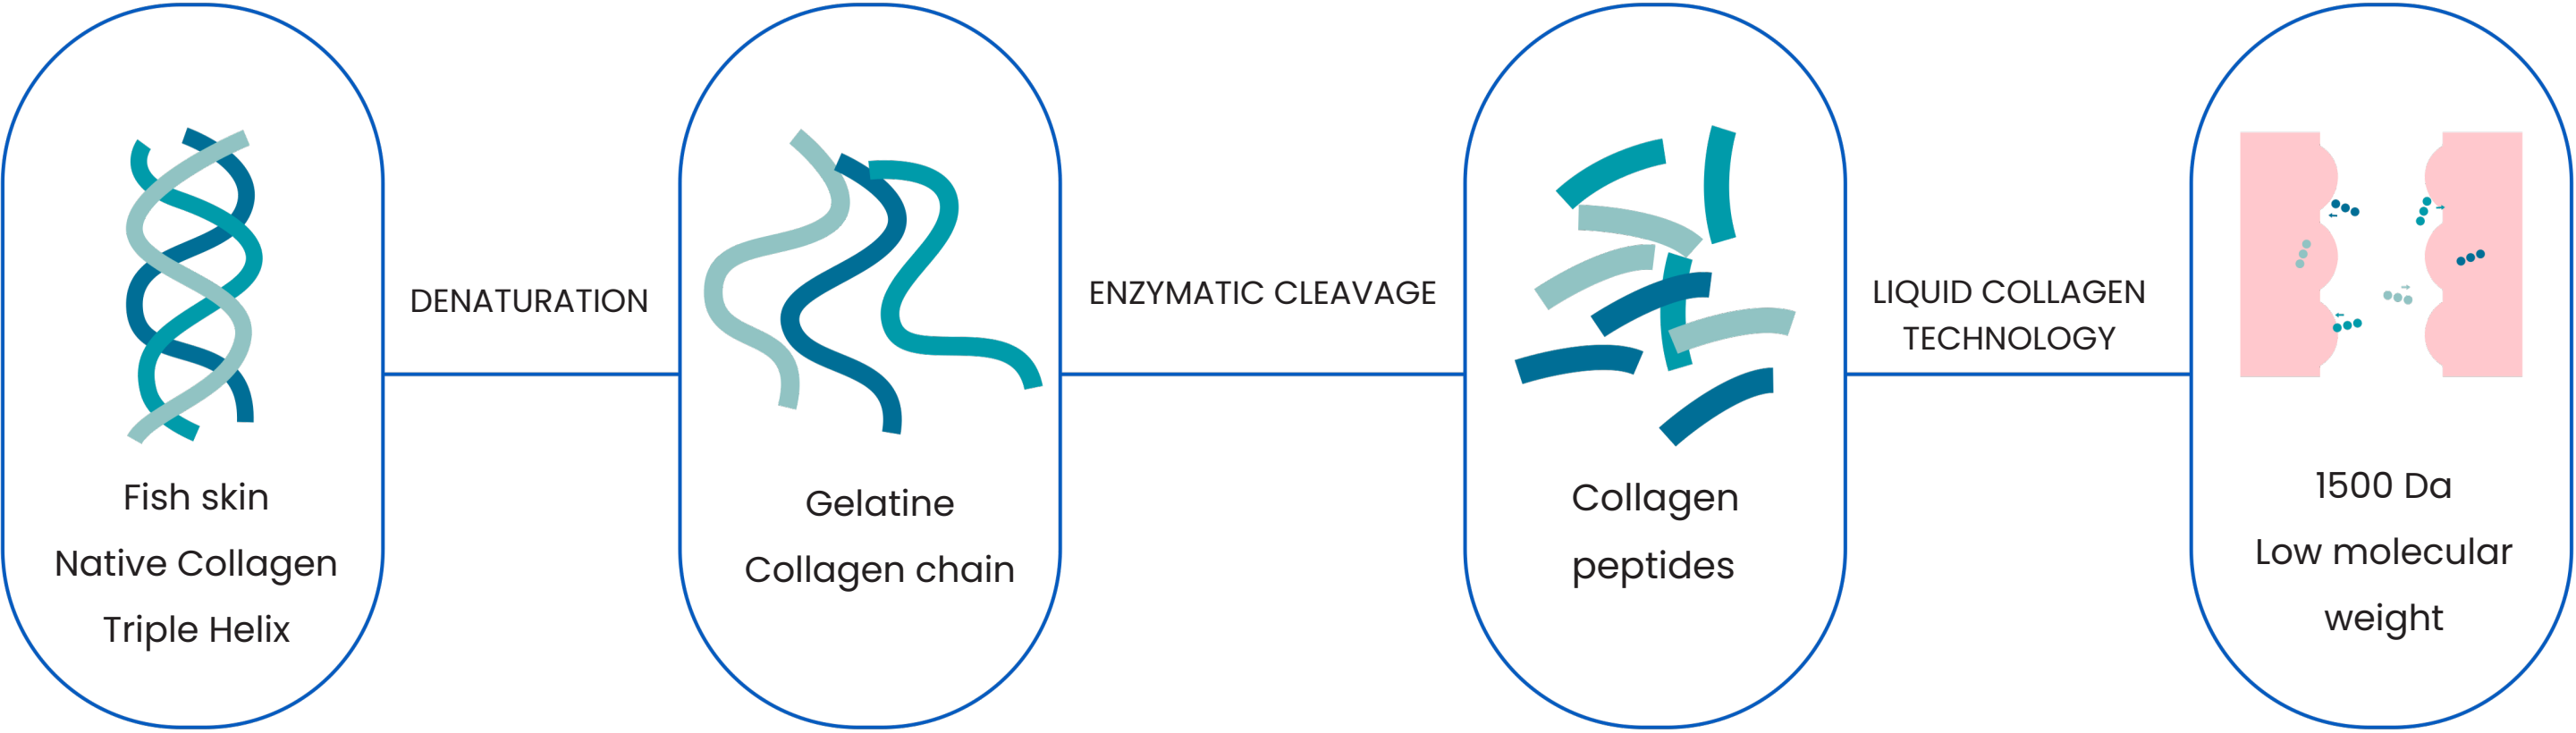 Fish skin
Native Collagen
Triple Helix
DENATURATION
Gelatine
Collagen chain
ENZYMATIC CLEAVAGE
Collagen
peptides
LIQUID COLLAGEN
TECHNOLOGY
1500 Da
Low molecular
weight